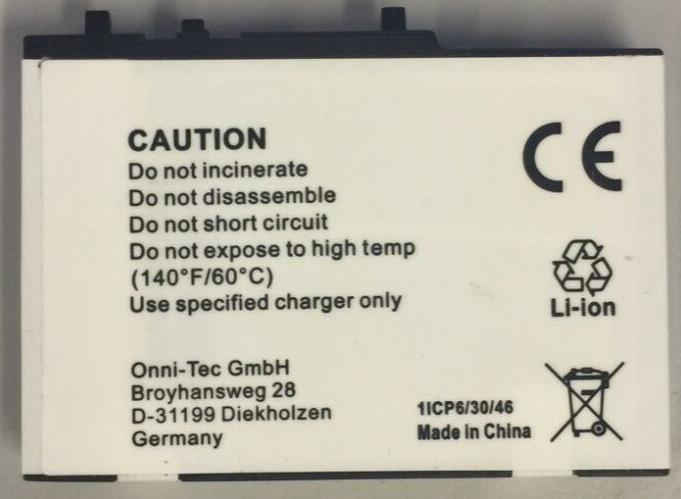 CAUTION
Do not incinerate
Do not disassemble
Do not short circuit
Do not expose to high temp
(140°F/60°C)
Use specified charger only
CE
Li-ion
Onni-Tec GmbH
Broyhansweg 28
D-31199 Diekholzen
Germany
1ICP6/30/46
Made in China